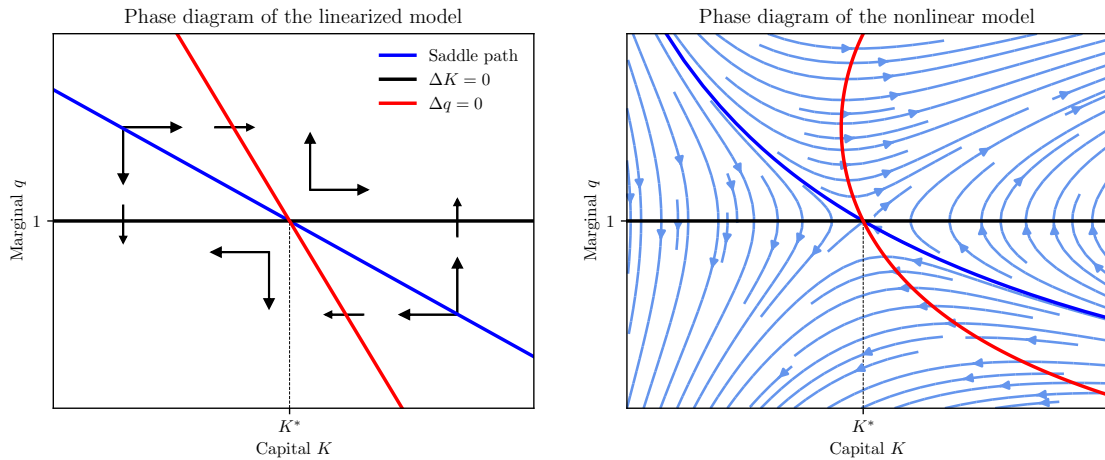 Phase diagram of the linearized model
Saddle path
ΔK = 0
Δq = 0
Marginal q
1
K*
Capital K
Phase diagram of the nonlinear model
Marginal q
1
K*
Capital K